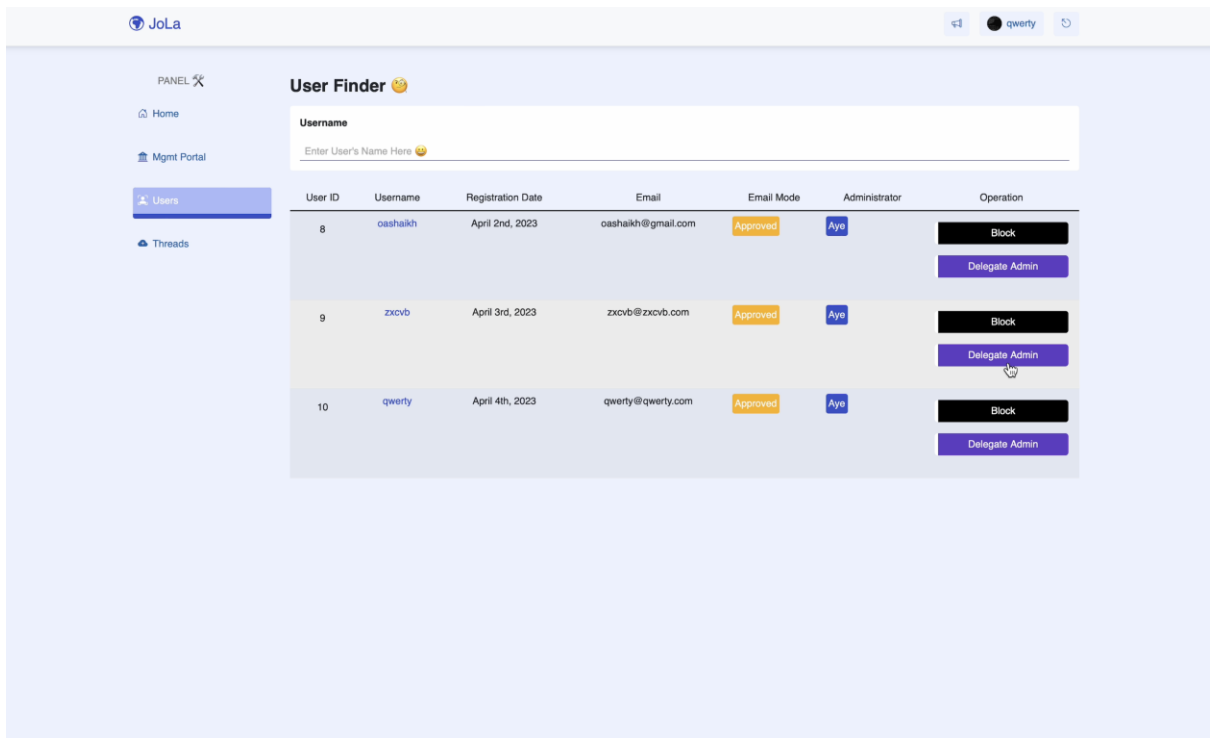 JoLa
qwerty
PANEL 🛠
Home
Mgmt Portal
Users
Threads
User Finder 🧐
Username
Enter User's Name Here 😀
User ID Username Registration Date Email Email Mode Administrator Operation
8 oashaikh April 2nd, 2023 oashaikh@gmail.com Approved Aye Block
Delegate Admin
9 zxcvb April 3rd, 2023 zxcvb@zxcvb.com Approved Aye Block
Delegate Admin
10 qwerty April 4th, 2023 qwerty@qwerty.com Approved Aye Block
Delegate Admin